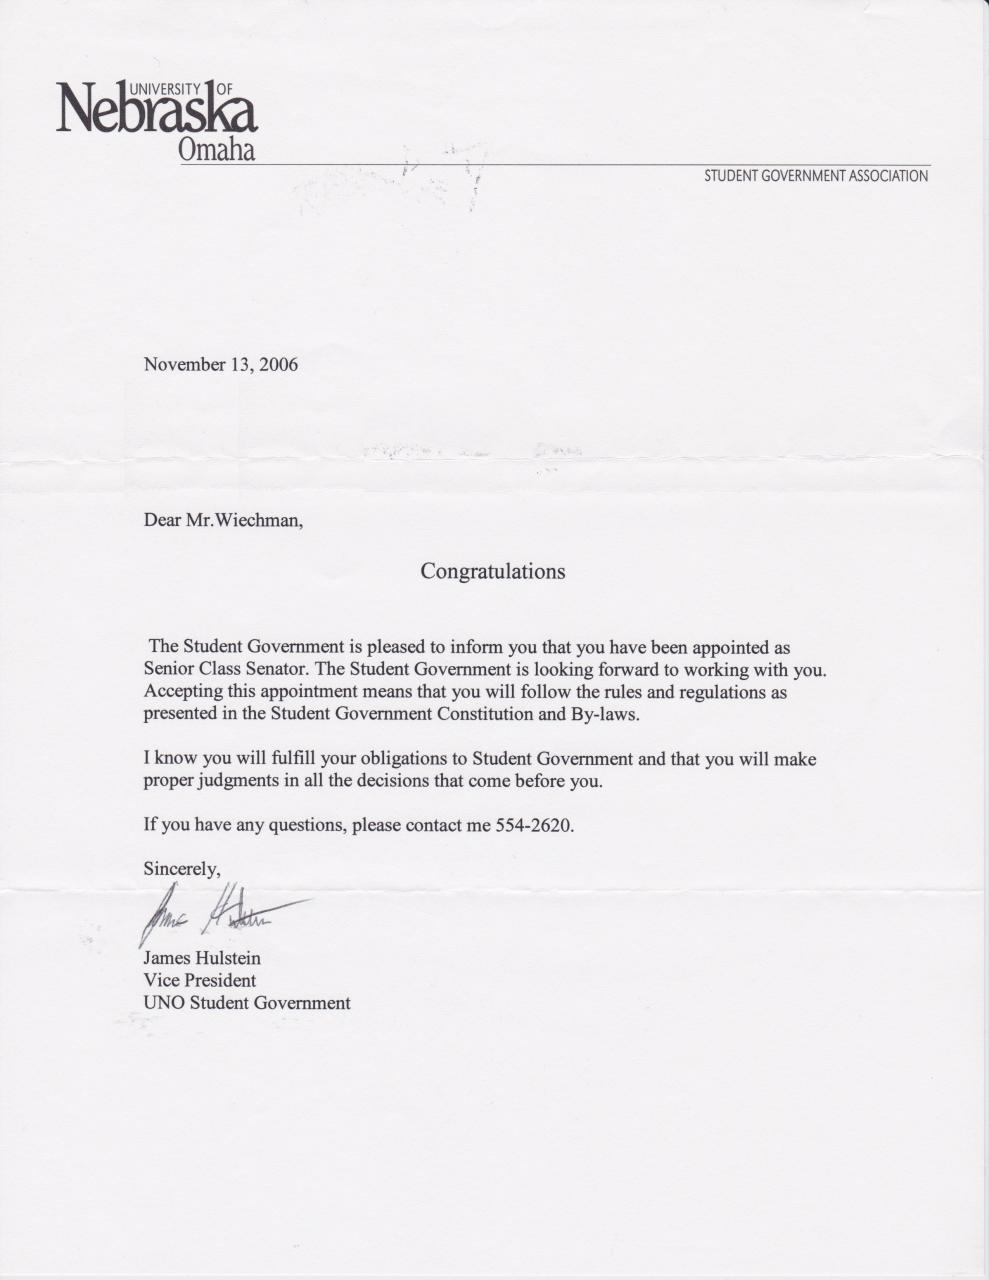 UNIVERSITY OF
Nebraska
Omaha
STUDENT GOVERNMENT ASSOCIATION
November 13, 2006
Dear Mr.Wiechman,
Congratulations
The Student Government is pleased to inform you that you have been appointed as
Senior Class Senator. The Student Government is looking forward to working with you.
Accepting this appointment means that you will follow the rules and regulations as
presented in the Student Government Constitution and By-laws.
I know you will fulfill your obligations to Student Government and that you will make
proper judgments in all the decisions that come before you.
If you have any questions, please contact me 554-2620.
Sincerely,
James Hulstein
Vice President
UNO Student Government